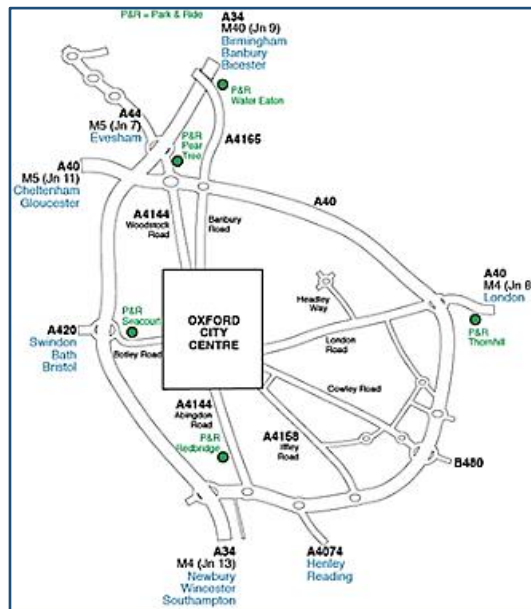 P&R = Park & Ride
A34
M40 (Jn 9)
Birmingham
Banbury
Bicester
P&R
Water Eaton
A44
M5 (Jn 7)
Evesham
P&R
Pear
Tree
A4165
A40
M5 (Jn 11)
Cheltenham
Gloucester
A4144
Woodstock
Road
Banbury
Road
A40
A40
M4 (Jn 8
London
P&R
Thornhill
Headley
Way
London
Road
P&R
Seacourt
OXFORD
CITY
CENTRE
A420
Swindon
Bath
Bristol
Botley Road
Cowley Road
A4144
Abingdon
Road
A4158
Iffley
Road
P&R
Redbridge
B480
A34
M4 (Jn 13)
Newbury
Wincester
Southampton
A4074
Henley
Reading